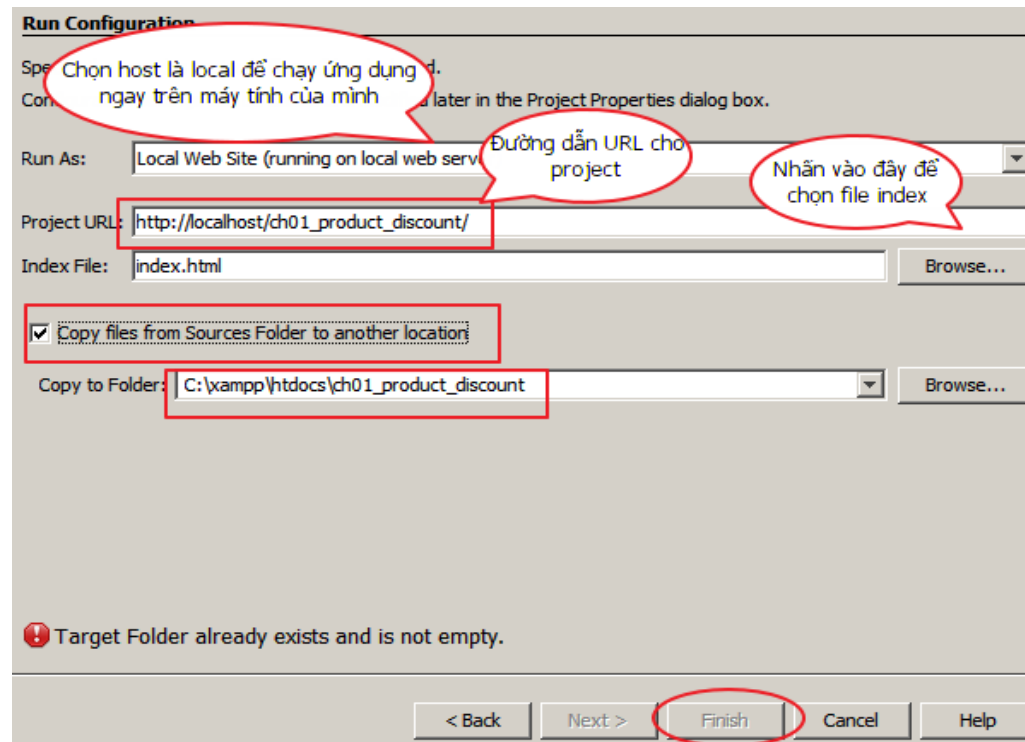 Run Configuration
Spe
d.
Chọn host là local để chạy ứng dụng
ngay trên máy tính của mình
Con
later in the Project Properties dialog box.
Đường dẫn URL cho
project
Run As:
Local Web Site (running on local web serve
Nhấn vào đây để
chọn file index
Project URL:
http://localhost/ch01_product_discount/
Index File:
index.html
Browse...
Copy files from Sources Folder to another location
Copy to Folder:
C:\xampp\htdocs\ch01_product_discount
Browse...
Target Folder already exists and is not empty.
< Back
Next >
Finish
Cancel
Help